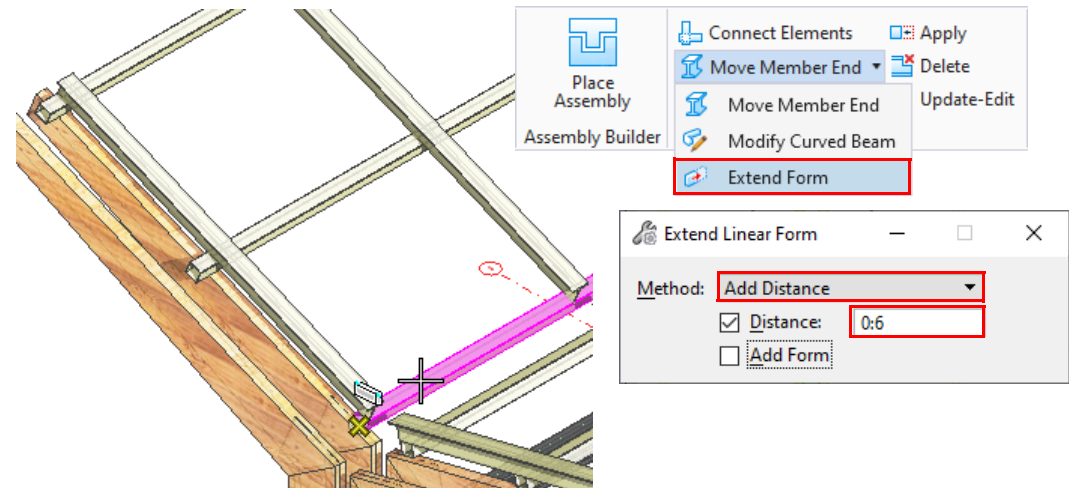 Place
Assembly
Assembly Builder
Connect Elements
Move Member End
Move Member End
Modify Curved Beam
Extend Form
Apply
Delete
Update-Edit
Extend Linear Form
Method: Add Distance
Distance: 0:6
Add Form